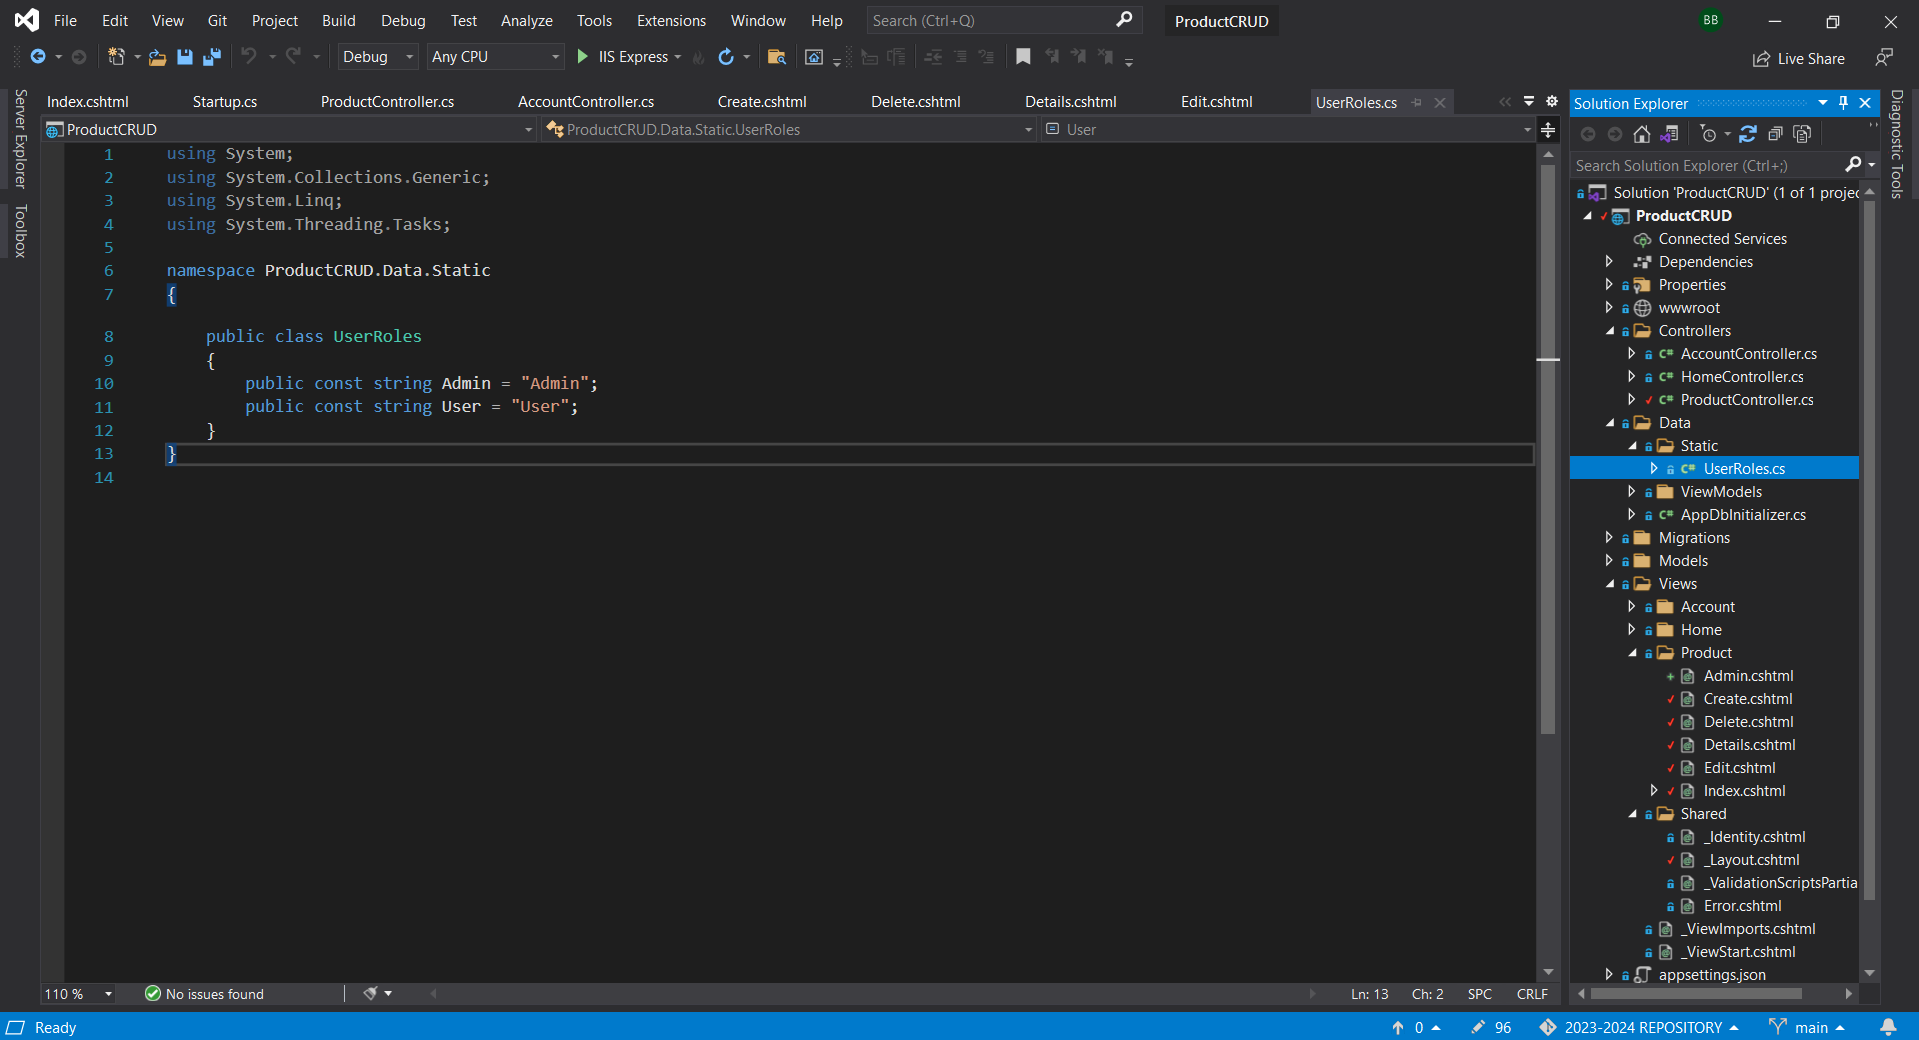 File Edit View Git Project Build Debug Test Analyze Tools Extensions Window Help Search (Ctrl+Q) ProductCRUD BB
Debug Any CPU IIS Express Live Share
Server Explorer
Toolbox
Index.cshtml Startup.cs ProductController.cs AccountController.cs Create.cshtml Delete.cshtml Details.cshtml Edit.cshtml UserRoles.cs
ProductCRUD ProductCRUD.Data.Static.UserRoles User
1 using System;
2 using System.Collections.Generic;
3 using System.Linq;
4 using System.Threading.Tasks;
5
6 namespace ProductCRUD.Data.Static
7 {
8 public class UserRoles
9 {
10 public const string Admin = "Admin";
11 public const string User = "User";
12 }
13 }
14
110 % No issues found Ln: 13 Ch: 2 SPC CRLF
Solution Explorer
Search Solution Explorer (Ctrl+;)
Solution 'ProductCRUD' (1 of 1 projec
ProductCRUD
Connected Services
Dependencies
Properties
wwwroot
Controllers
C# AccountController.cs
C# HomeController.cs
C# ProductController.cs
Data
Static
C# UserRoles.cs
ViewModels
C# AppDbInitializer.cs
Migrations
Models
Views
Account
Home
Product
Admin.cshtml
Create.cshtml
Delete.cshtml
Details.cshtml
Edit.cshtml
Index.cshtml
Shared
_Identity.cshtml
_Layout.cshtml
_ValidationScriptsPartia
Error.cshtml
_ViewImports.cshtml
_ViewStart.cshtml
appsettings.json
Diagnostic Tools
Ready 0 96 2023-2024 REPOSITORY main